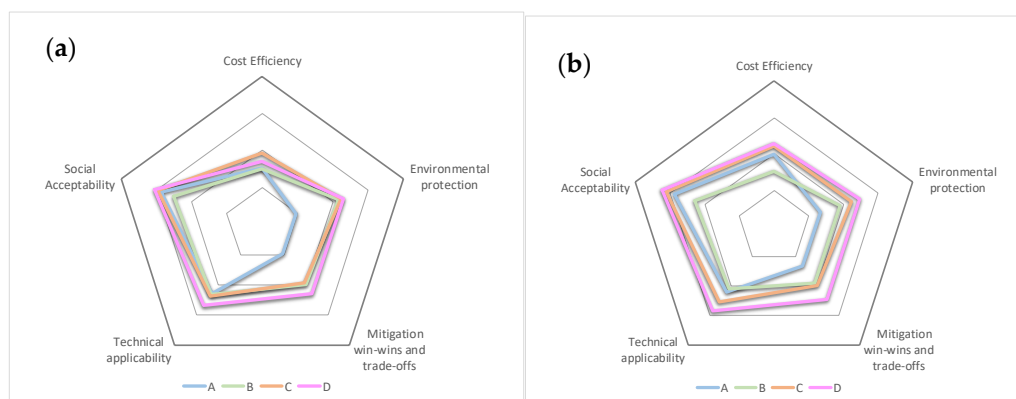 (a)
Cost Efficiency
Environmental
protection
Mitigation
win-wins and
trade-offs
Technical
applicability
Social
Acceptability
A B C D
(b)
Cost Efficiency
Environmental
protection
Mitigation
win-wins and
trade-offs
Technical
applicability
Social
Acceptability
A B C D